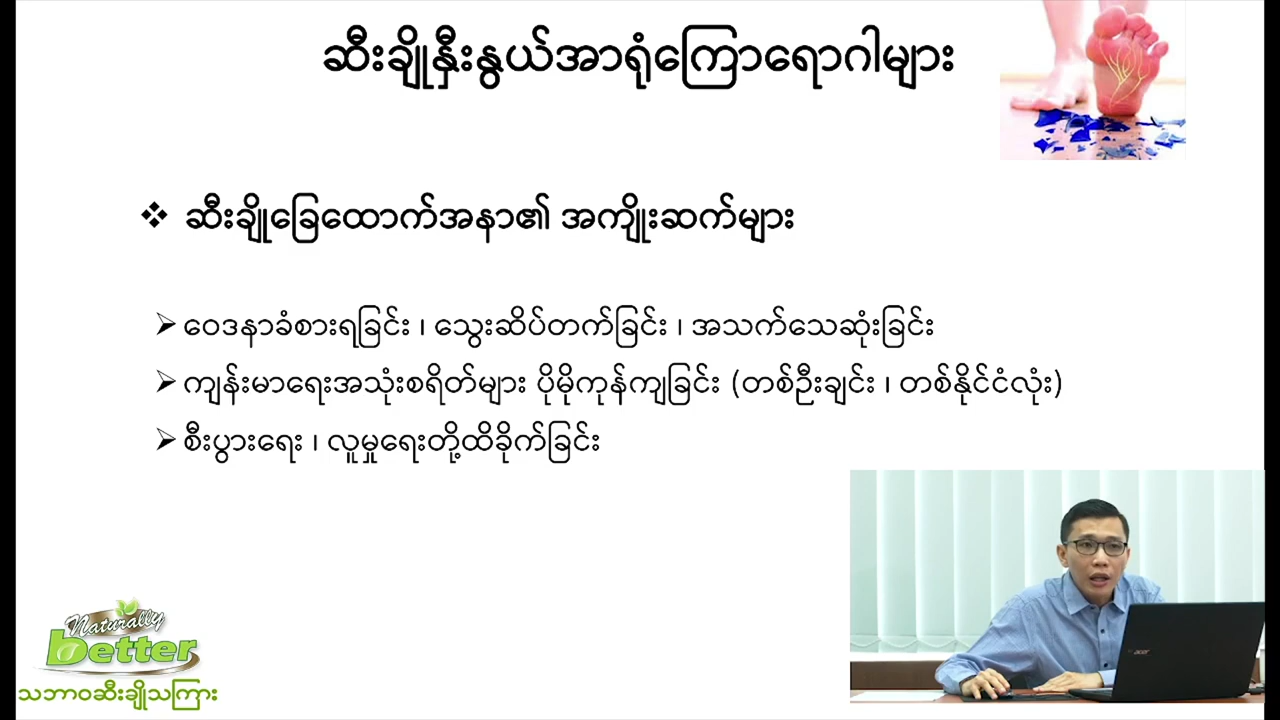 ဆီးချိုနှီးနွယ်အာရုံကြောရောဂါများ
❖ ဆီးချိုခြေထောက်အနာ၏ အကျိုးဆက်များ
➢ ဝေဒနာခံစားရခြင်း ၊ သွေးဆိပ်တက်ခြင်း ၊ အသက်သေဆုံးခြင်း
➢ ကျန်းမာရေးအသုံးစရိတ်များ ပိုမိုကုန်ကျခြင်း (တစ်ဦးချင်း ၊ တစ်နိုင်ငံလုံး)
➢ စီးပွားရေး ၊ လူမှုရေးတို့ထိခိုက်ခြင်း
Naturally
better
သဘာဝဆီးချိုသကြား
acer